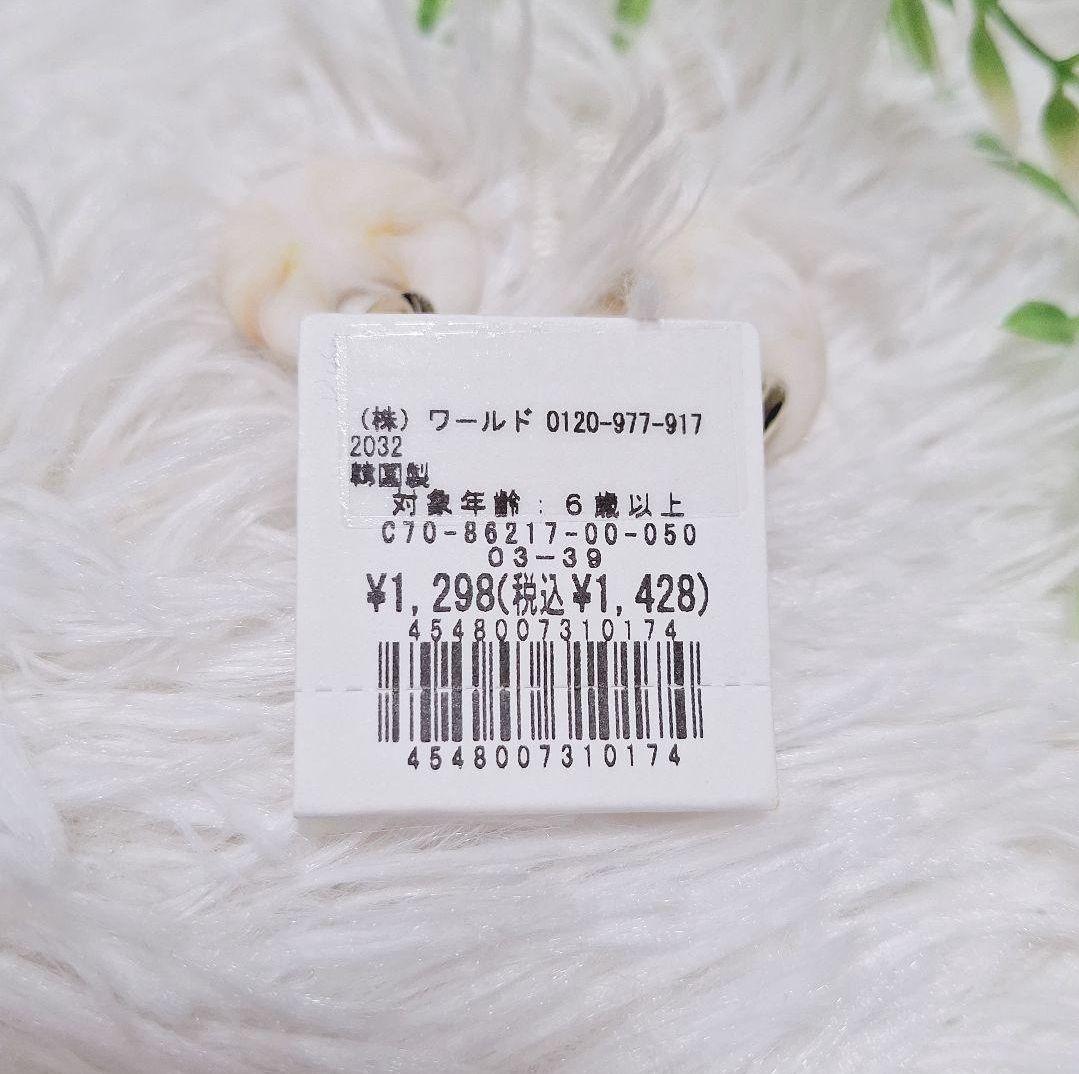 （株）ワールド 0120-977-917
2032
韓国製
対象年齢：６歳以上
C70-86217-00-050
03-39
¥1,298(税込¥1,428)
4548007310174
4548007310174